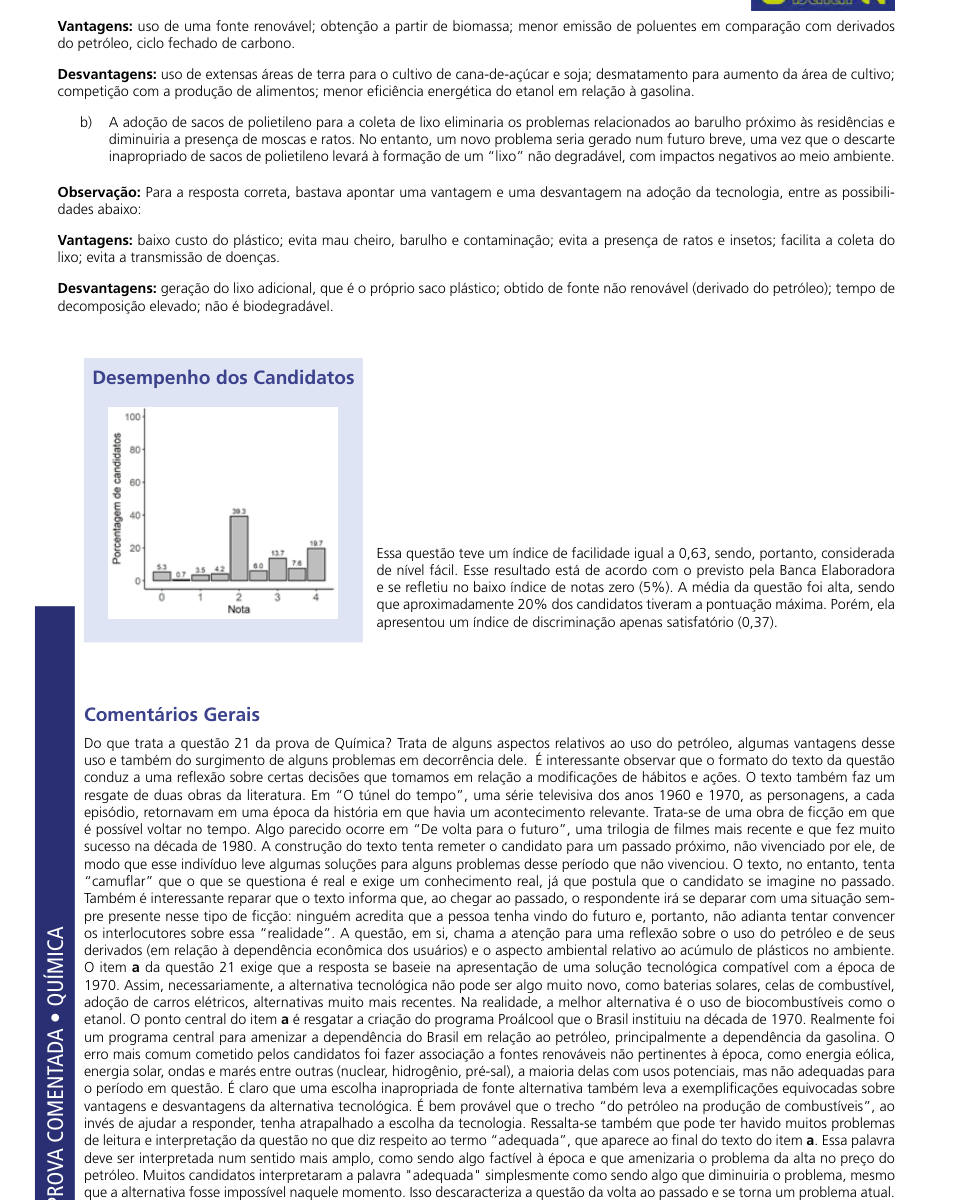 Vantagens: uso de uma fonte renovável; obtenção a partir de biomassa; menor emissão de poluentes em comparação com derivados
do petróleo, ciclo fechado de carbono.
Desvantagens: uso de extensas áreas de terra para o cultivo de cana-de-açúcar e soja; desmatamento para aumento da área de cultivo;
competição com a produção de alimentos; menor eficiência energética do etanol em relação à gasolina.
b) A adoção de sacos de polietileno para a coleta de lixo eliminaria os problemas relacionados ao barulho próximo às residências e
diminuiria a presença de moscas e ratos. No entanto, um novo problema seria gerado num futuro breve, uma vez que o descarte
inapropriado de sacos de polietileno levará à formação de um “lixo” não degradável, com impactos negativos ao meio ambiente.
Observação: Para a resposta correta, bastava apontar uma vantagem e uma desvantagem na adoção da tecnologia, entre as possibili-
dades abaixo:
Vantagens: baixo custo do plástico; evita mau cheiro, barulho e contaminação; evita a presença de ratos e insetos; facilita a coleta do
lixo; evita a transmissão de doenças.
Desvantagens: geração do lixo adicional, que é o próprio saco plástico; obtido de fonte não renovável (derivado do petróleo); tempo de
decomposição elevado; não é biodegradável.
Desempenho dos Candidatos
Porcentagem de candidatos
100
80
60
40
20
0
5.3 0.7 3.5 4.2 39.3 6.0 13.7 7.6 19.7
0 1 2 3 4
Nota
Essa questão teve um índice de facilidade igual a 0,63, sendo, portanto, considerada
de nível fácil. Esse resultado está de acordo com o previsto pela Banca Elaboradora
e se refletiu no baixo índice de notas zero (5%). A média da questão foi alta, sendo
que aproximadamente 20% dos candidatos tiveram a pontuação máxima. Porém, ela
apresentou um índice de discriminação apenas satisfatório (0,37).
Comentários Gerais
Do que trata a questão 21 da prova de Química? Trata de alguns aspectos relativos ao uso do petróleo, algumas vantagens desse
uso e também do surgimento de alguns problemas em decorrência dele. É interessante observar que o formato do texto da questão
conduz a uma reflexão sobre certas decisões que tomamos em relação a modificações de hábitos e ações. O texto também faz um
resgate de duas obras da literatura. Em “O túnel do tempo”, uma série televisiva dos anos 1960 e 1970, as personagens, a cada
episódio, retornavam em uma época da história em que havia um acontecimento relevante. Trata-se de uma obra de ficção em que
é possível voltar no tempo. Algo parecido ocorre em “De volta para o futuro”, uma trilogia de filmes mais recente e que fez muito
sucesso na década de 1980. A construção do texto tenta remeter o candidato para um passado próximo, não vivenciado por ele, de
modo que esse indivíduo leve algumas soluções para alguns problemas desse período que não vivenciou. O texto, no entanto, tenta
“camuflar” que o que se questiona é real e exige um conhecimento real, já que postula que o candidato se imagine no passado.
Também é interessante reparar que o texto informa que, ao chegar ao passado, o respondente irá se deparar com uma situação sem-
pre presente nesse tipo de ficção: ninguém acredita que a pessoa tenha vindo do futuro e, portanto, não adianta tentar convencer
os interlocutores sobre essa “realidade”. A questão, em si, chama a atenção para uma reflexão sobre o uso do petróleo e de seus
derivados (em relação à dependência econômica dos usuários) e o aspecto ambiental relativo ao acúmulo de plásticos no ambiente.
O item a da questão 21 exige que a resposta se baseie na apresentação de uma solução tecnológica compatível com a época de
1970. Assim, necessariamente, a alternativa tecnológica não pode ser algo muito novo, como baterias solares, celas de combustível,
adoção de carros elétricos, alternativas muito mais recentes. Na realidade, a melhor alternativa é o uso de biocombustíveis como o
etanol. O ponto central do item a é resgatar a criação do programa Proálcool que o Brasil instituiu na década de 1970. Realmente foi
um programa central para amenizar a dependência do Brasil em relação ao petróleo, principalmente a dependência da gasolina. O
erro mais comum cometido pelos candidatos foi fazer associação a fontes renováveis não pertinentes à época, como energia eólica,
energia solar, ondas e marés entre outras (nuclear, hidrogênio, pré-sal), a maioria delas com usos potenciais, mas não adequadas para
o período em questão. É claro que uma escolha inapropriada de fonte alternativa também leva a exemplificações equivocadas sobre
vantagens e desvantagens da alternativa tecnológica. É bem provável que o trecho “do petróleo na produção de combustíveis”, ao
invés de ajudar a responder, tenha atrapalhado a escolha da tecnologia. Ressalta-se também que pode ter havido muitos problemas
de leitura e interpretação da questão no que diz respeito ao termo “adequada”, que aparece ao final do texto do item a. Essa palavra
deve ser interpretada num sentido mais amplo, como sendo algo factível à época e que amenizaria o problema da alta no preço do
petróleo. Muitos candidatos interpretaram a palavra "adequada" simplesmente como sendo algo que diminuiria o problema, mesmo
que a alternativa fosse impossível naquele momento. Isso descaracteriza a questão da volta ao passado e se torna um problema atual.
PROVA COMENTADA • QUÍMICA